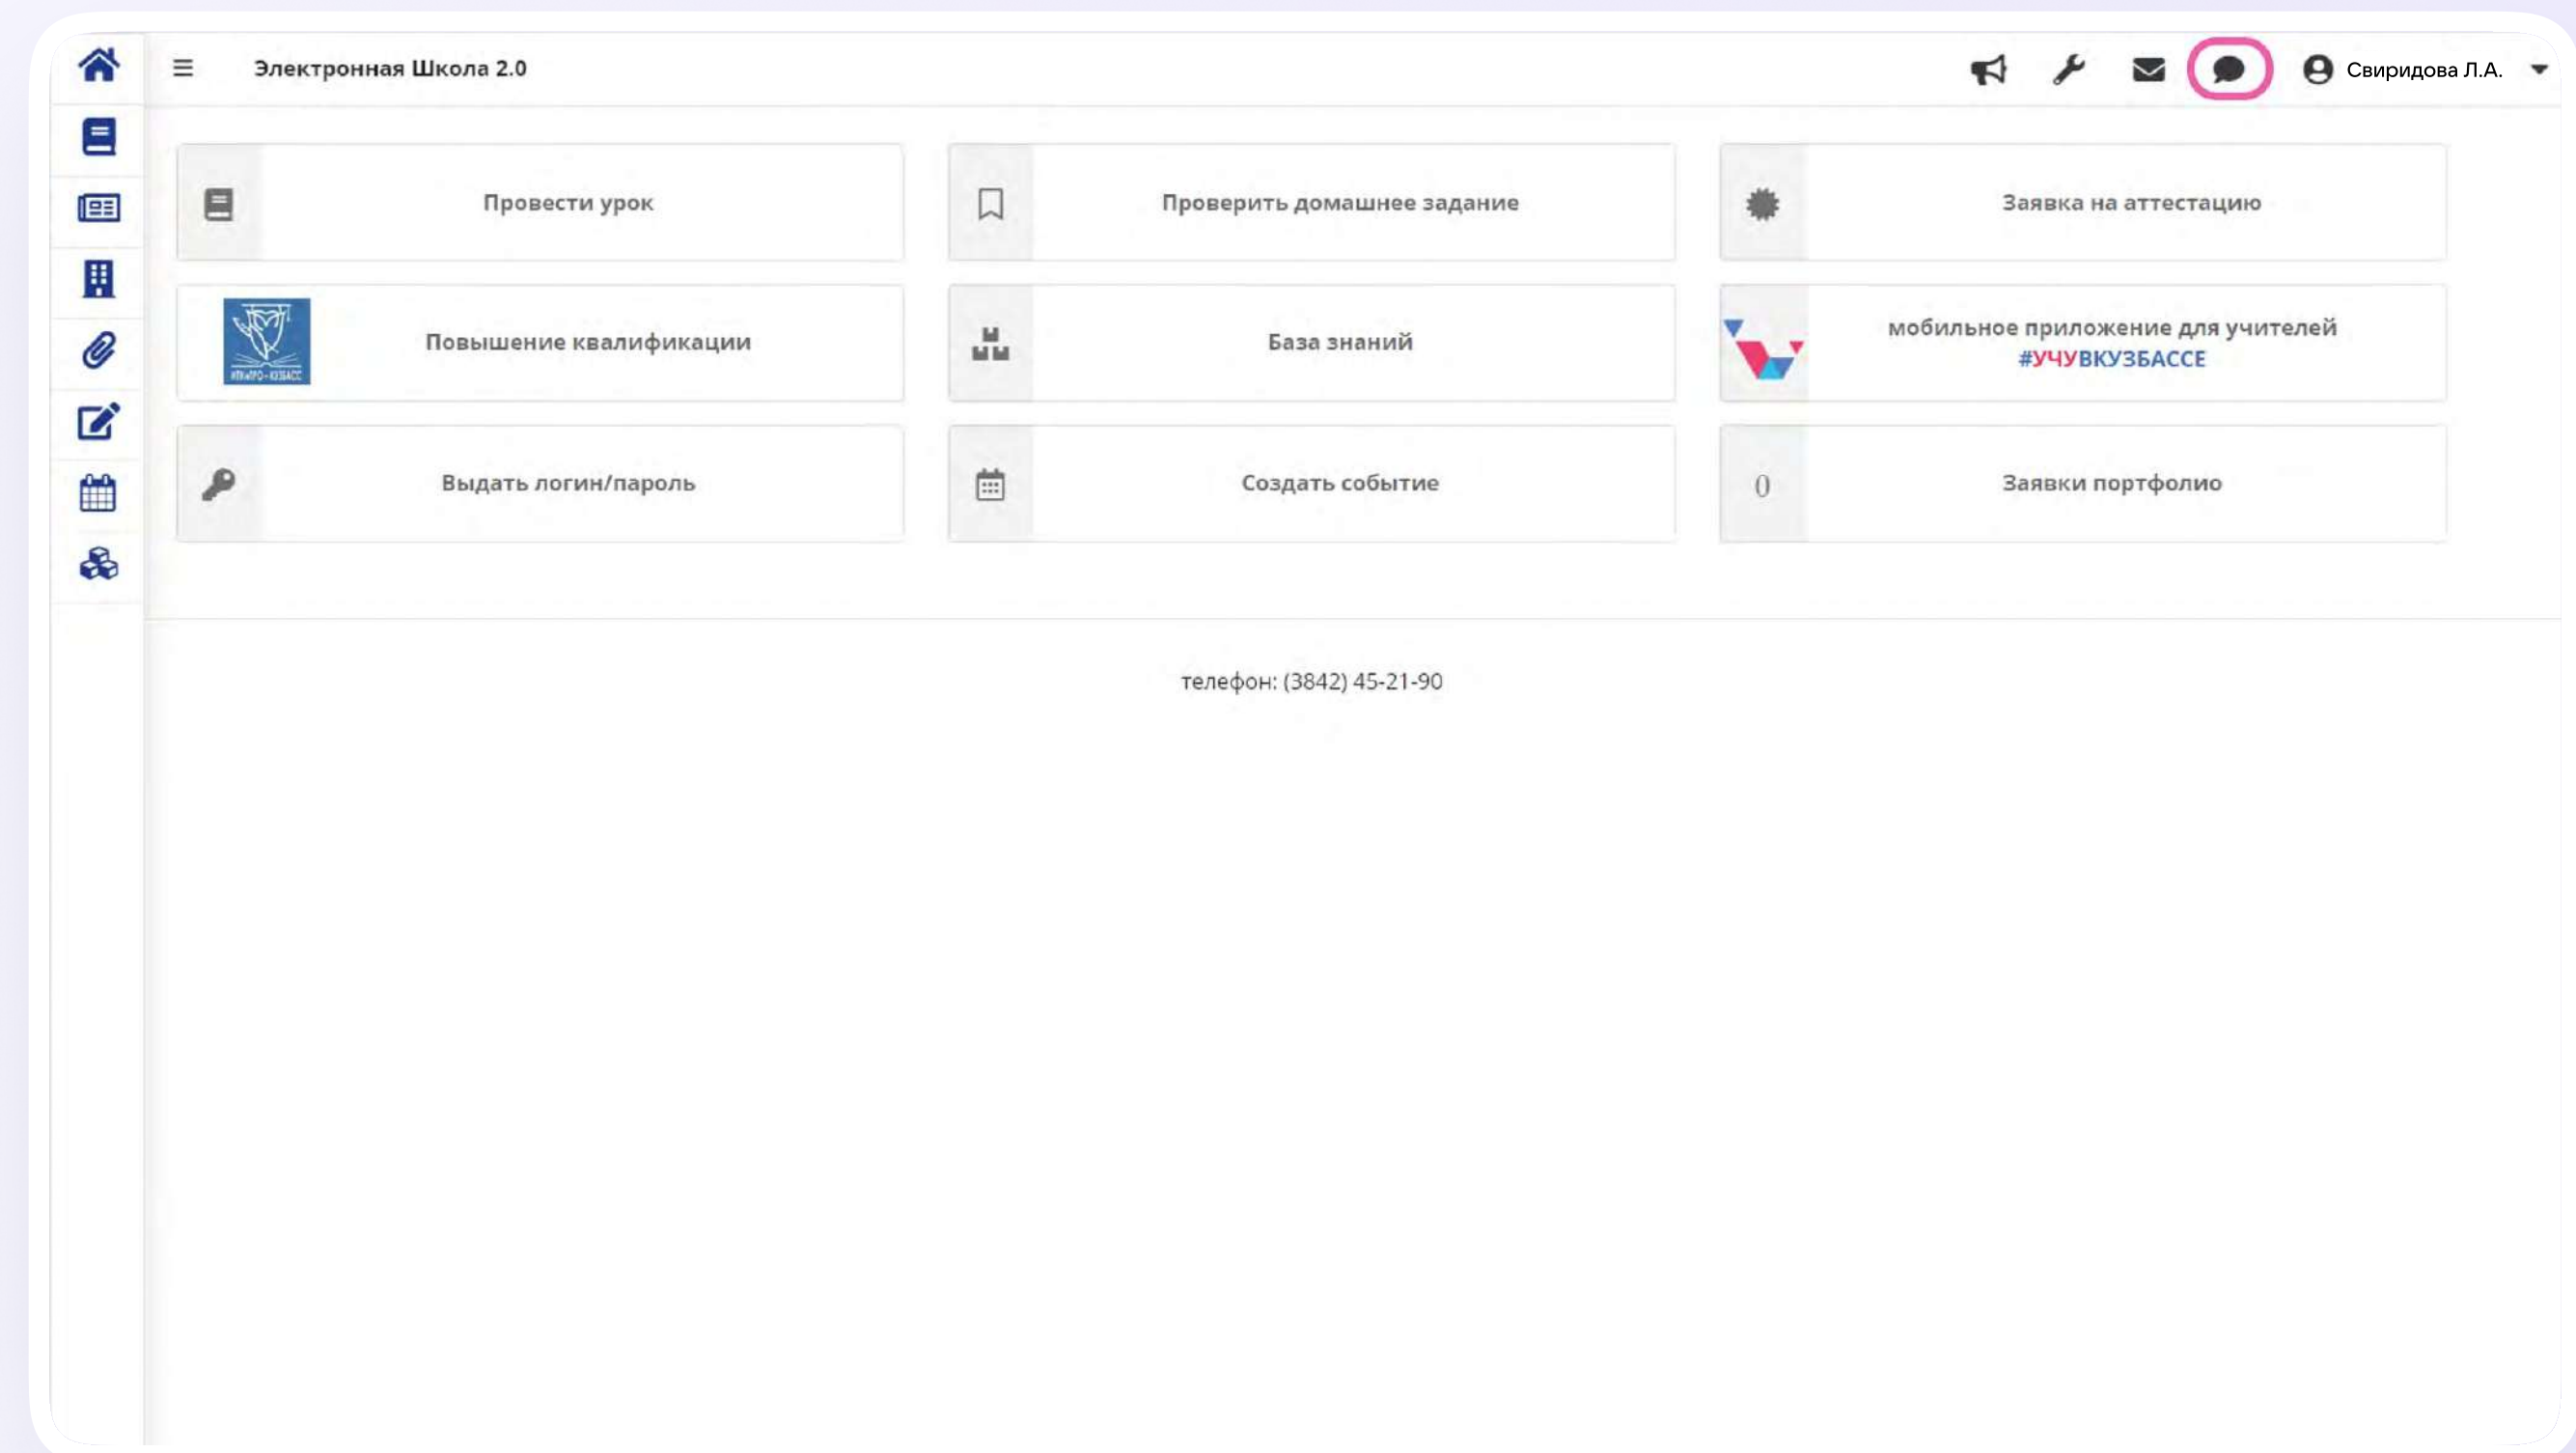 Электронная Школа 2.0
Свиридова Л.А.
Провести урок
Проверить домашнее задание
Заявка на аттестацию
Повышение квалификации
База знаний
мобильное приложение для учителей
#УЧУВКУЗБАССЕ
Выдать логин/пароль
Создать событие
0
Заявки портфолио
телефон: (3842) 45-21-90